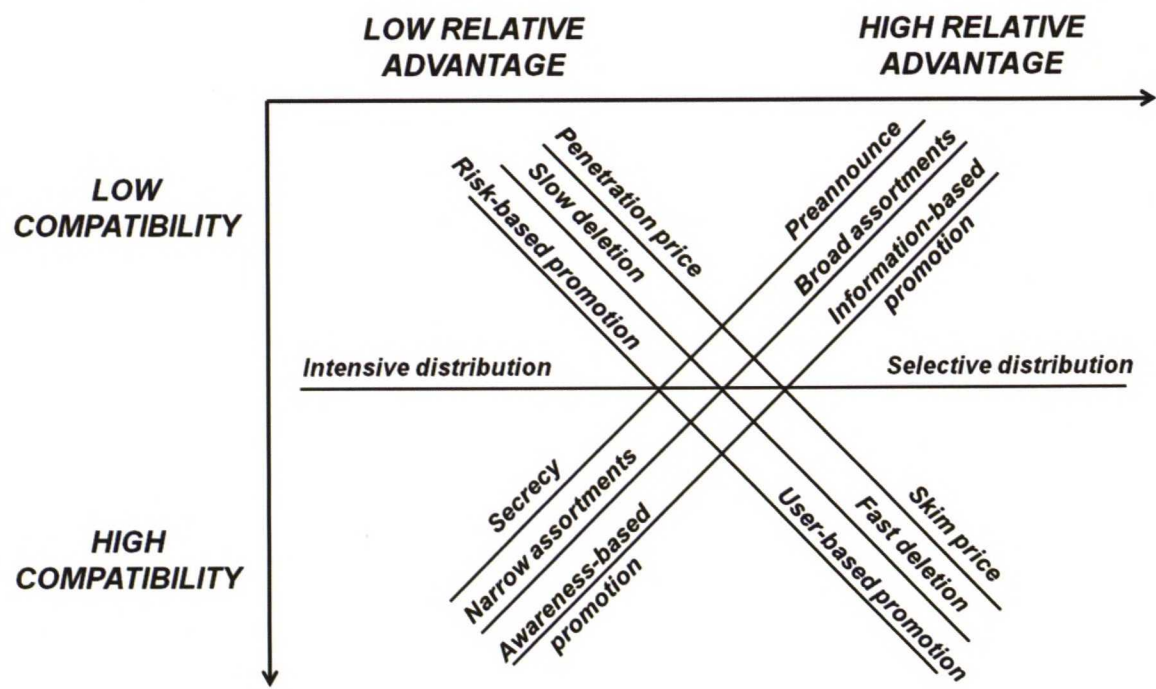 LOW RELATIVE
ADVANTAGE
HIGH RELATIVE
ADVANTAGE
LOW
COMPATIBILITY
Penetration price
Slow deletion
Risk-based promotion
Preannounce
Broad assortments
Information-based
promotion
Intensive distribution
Selective distribution
HIGH
COMPATIBILITY
Secrecy
Narrow assortments
Awareness-based
promotion
Skim price
Fast deletion
User-based promotion